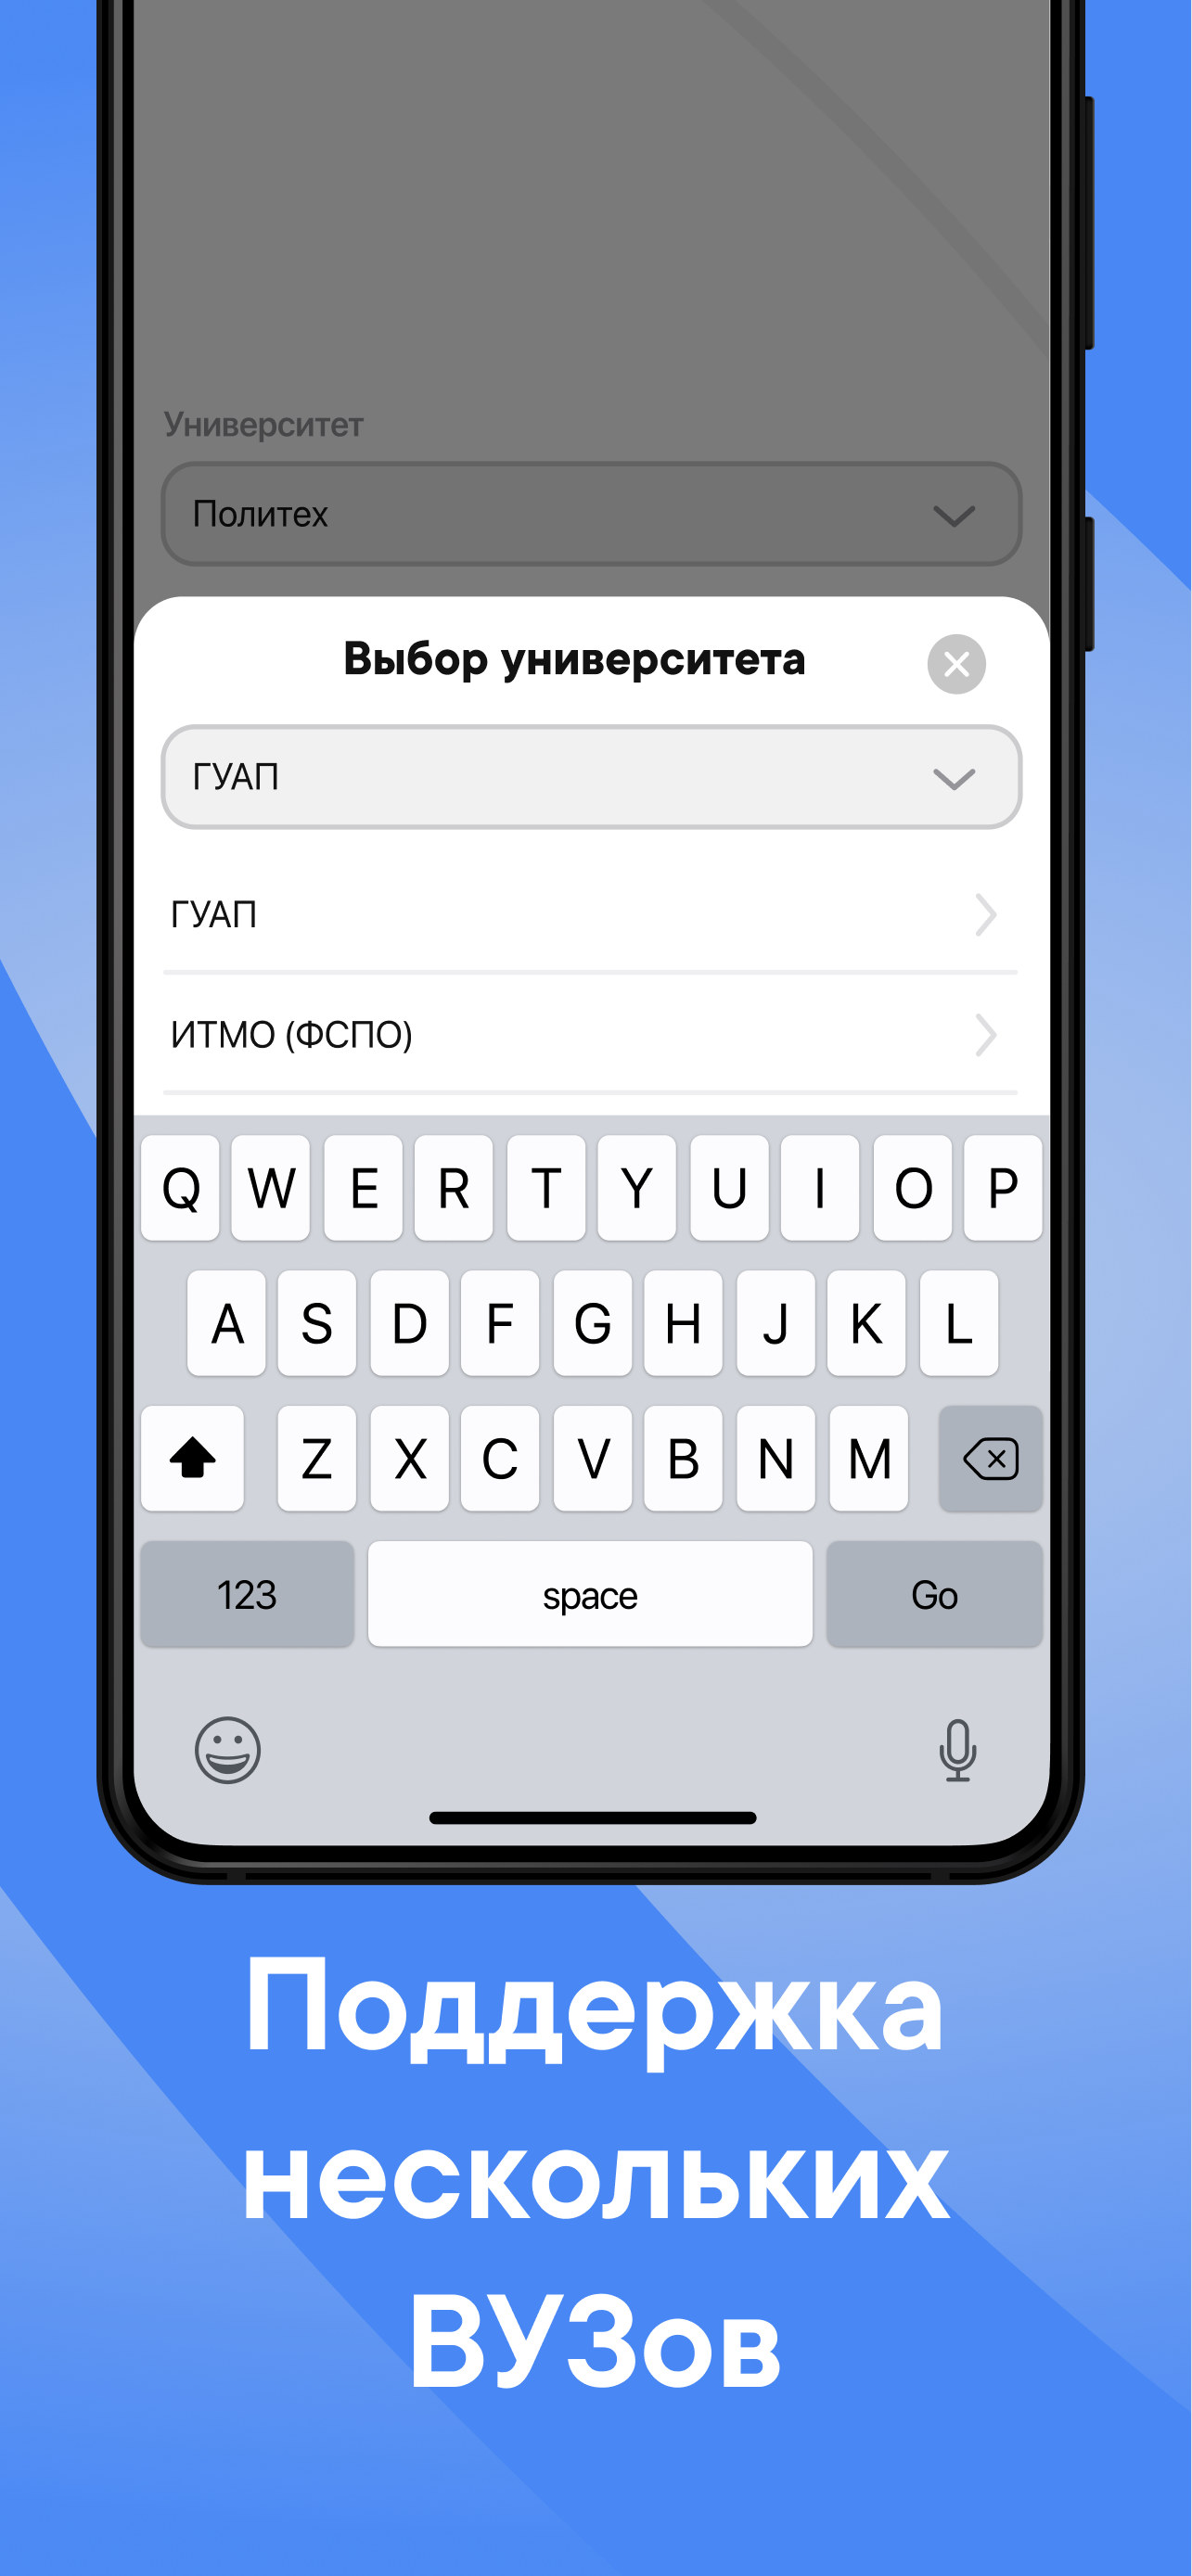 Университет
Политех
Выбор университета
ГУАП
ГУАП
ИТМО (ФСПО)
Q W E R T Y U I O P
A S D F G H J K L
Z X C V B N M
123 space Go
Поддержка
нескольких
ВУЗов